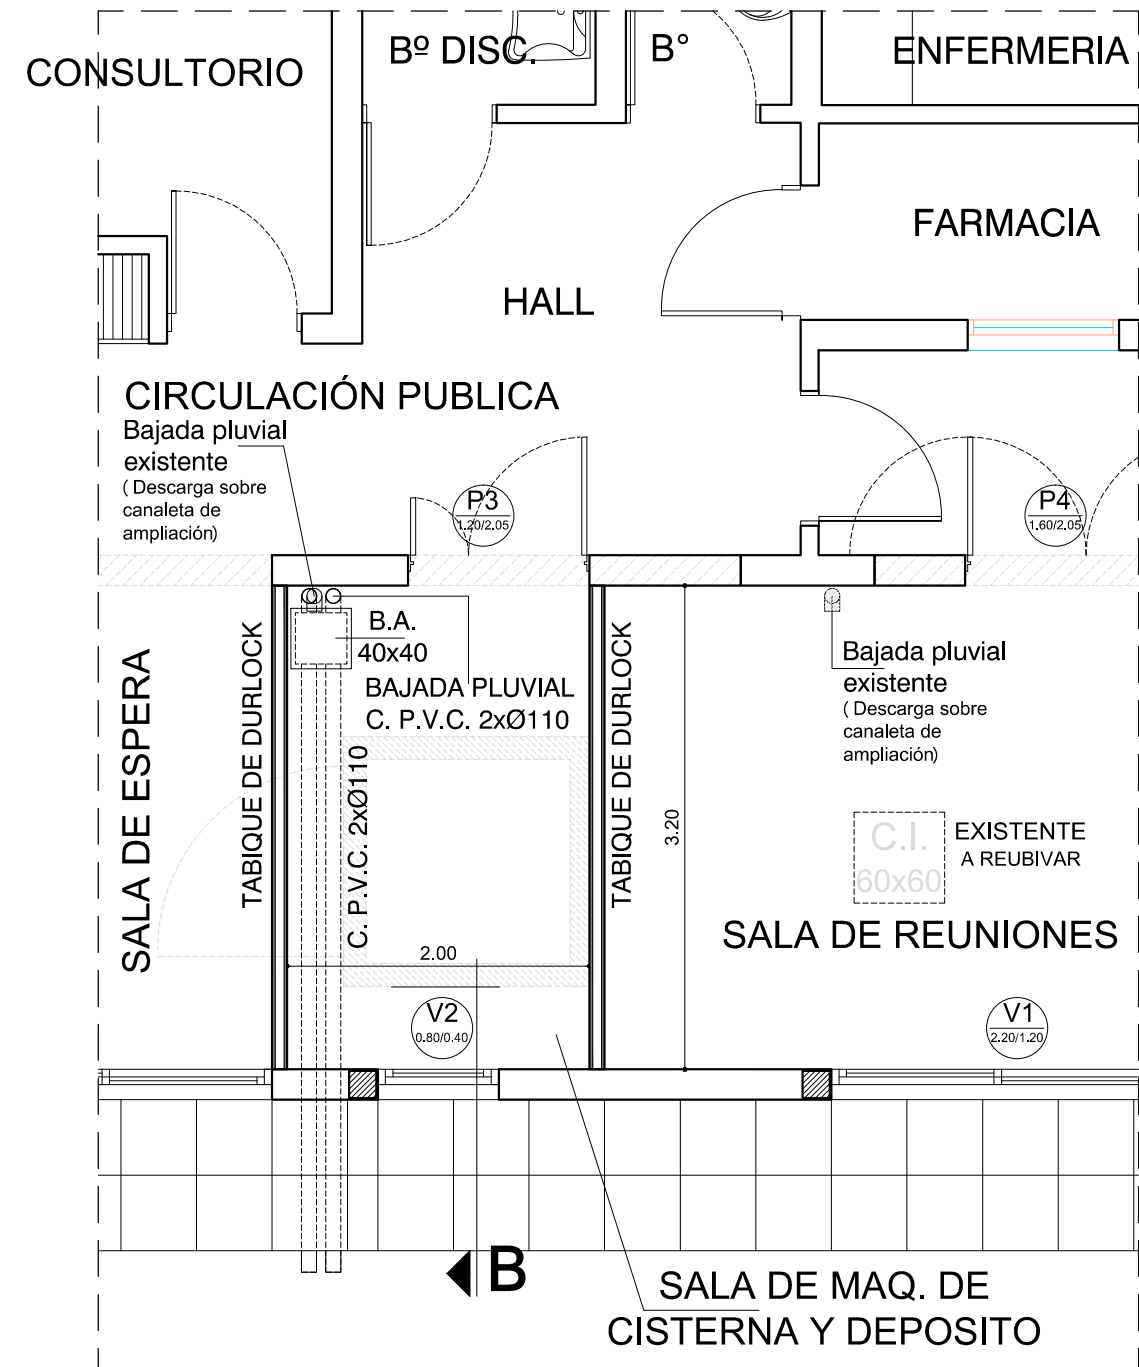 Bº DISC.
B°
ENFERMERIA
CONSULTORIO
FARMACIA
HALL
CIRCULACIÓN PUBLICA
Bajada pluvial
existente
( Descarga sobre
canaleta de
ampliación)
P3
1.20/2.05
P4
1.60/2.05
B.A.
40x40
BAJADA PLUVIAL
C. P.V.C. 2xØ110
SALA DE ESPERA
TABIQUE DE DURLOCK
C. P.V.C. 2xØ110
TABIQUE DE DURLOCK
3.20
Bajada pluvial
existente
( Descarga sobre
canaleta de
ampliación)
C.I.
60x60
EXISTENTE
A REUBIVAR
SALA DE REUNIONES
2.00
V2
0.80/0.40
V1
2.20/1.20
B
SALA DE MAQ. DE
CISTERNA Y DEPOSITO